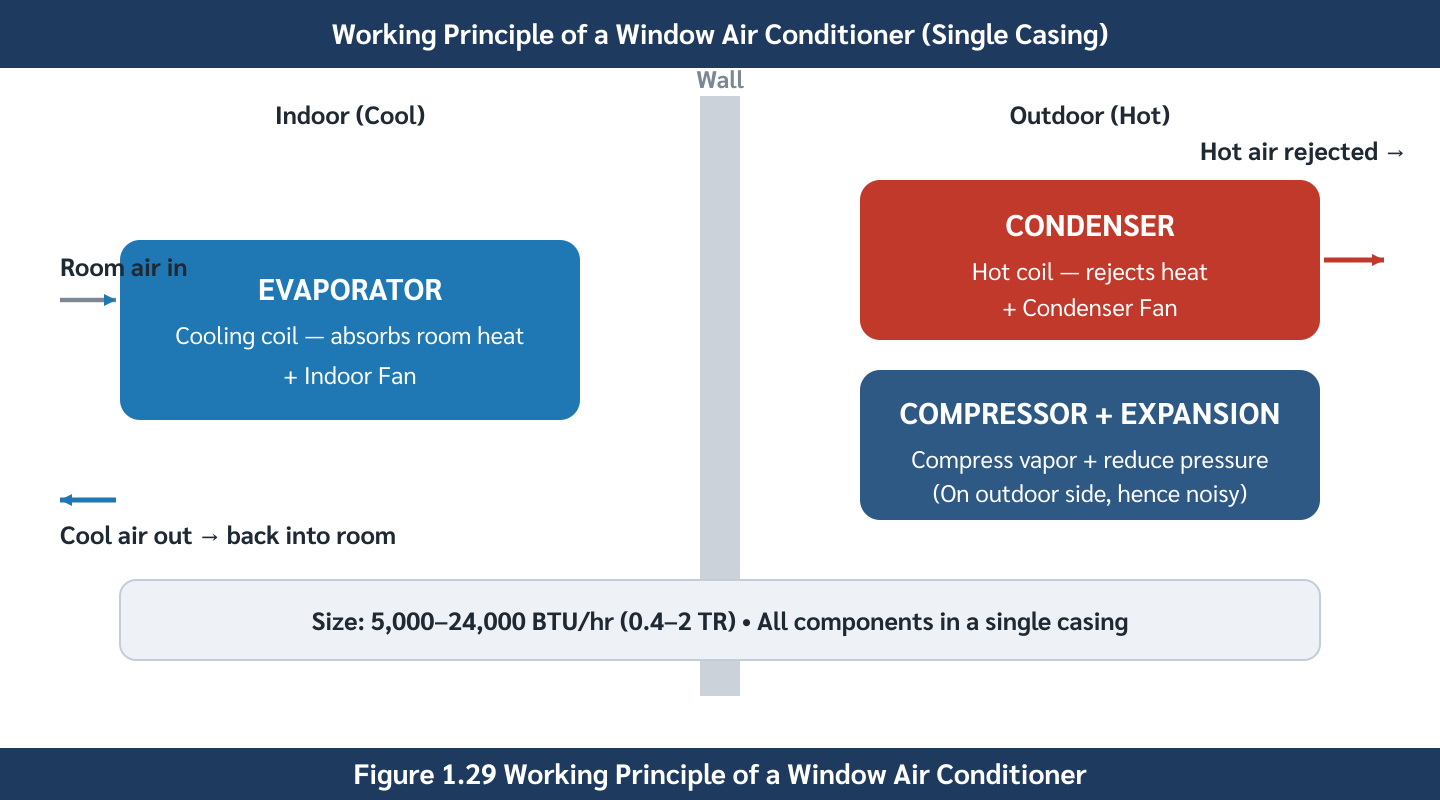 Working Principle of a Window Air Conditioner (Single Casing)
Wall
Indoor (Cool)
Outdoor (Hot)
Hot air rejected →
Room air in
EVAPORATOR
Cooling coil — absorbs room heat
+ Indoor Fan
CONDENSER
Hot coil — rejects heat
+ Condenser Fan
COMPRESSOR + EXPANSION
Compress vapor + reduce pressure
(On outdoor side, hence noisy)
Cool air out → back into room
Size: 5,000–24,000 BTU/hr (0.4–2 TR) • All components in a single casing
Figure 1.29 Working Principle of a Window Air Conditioner